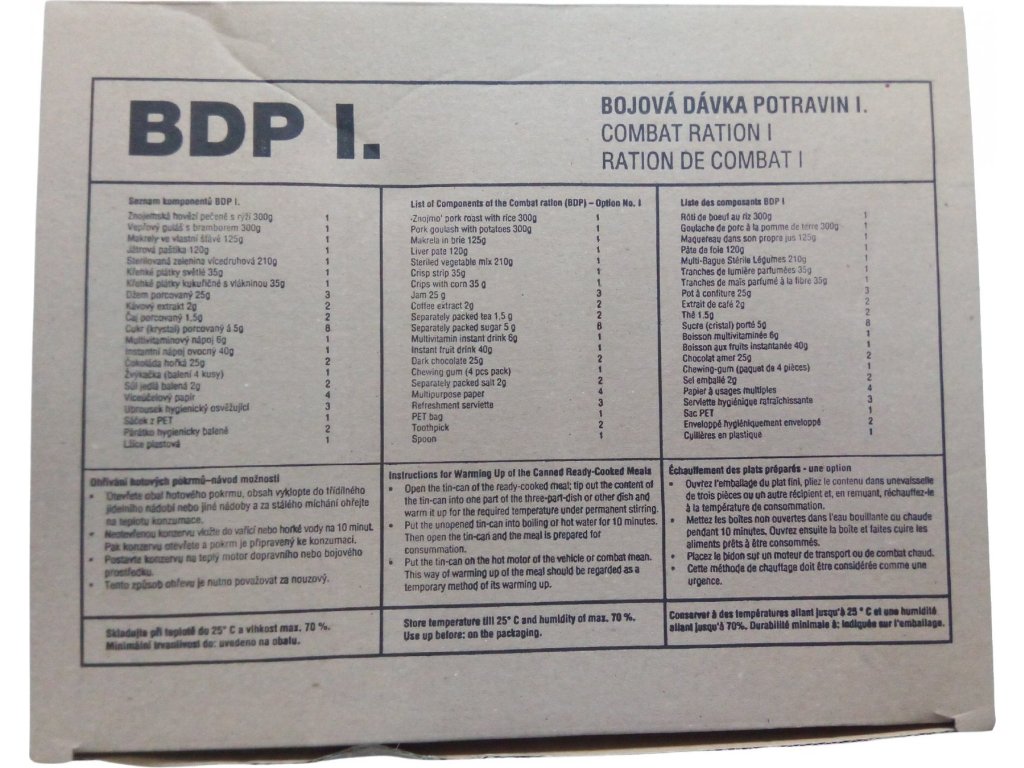 BDP I.
BOJOVÁ DÁVKA POTRAVIN I.
COMBAT RATION I
RATION DE COMBAT I
Seznam komponentů BDP I.
Znojemská hovězí pečeně s rýží 300g 1
Vepřový guláš s bramborem 300g 1
Makrely ve vlastní šťávě 125g 1
Játrová paštika 120g 1
Sterilovaná zelenina vícedruhová 210g 1
Křehké plátky světlé 35g 1
Křehké plátky kukuřičné s vlákninou 35g 1
Džem porcovaný 25g 3
Kávový extrakt 2g 2
Čaj porcovaný 1,5g 2
Cukr (krystal) porcovaný á 5g 8
Multivitaminový nápoj 6g 1
Instantní nápoj ovocný 40g 1
Čokoláda hořká 25g 2
Žvýkačka (balení 4 kusy) 1
Sůl jedlá balená 2g 2
Víceúčelový papír 4
Ubrousek hygienický osvěžující 3
Sáček z PET 1
Párátko hygienicky balené 2
Lžíce plastová 1
List of Components of the Combat ration (BDP) – Option No. I
‚Znojmo' pork roast with rice 300g 1
Pork goulash with potatoes 300g 1
Makrela in brie 125g 1
Liver pate 120g 1
Steriled vegetable mix 210g 1
Crisp strip 35g 1
Crips with corn 35 g 1
Jam 25 g 3
Coffee extract 2g 2
Separately packed tea 1,5 g 2
Separately packed sugar 5 g 8
Multivitamin instant drink 6g 1
Instant fruit drink 40g 1
Dark chocolate 25g 2
Chewing gum (4 pcs pack) 1
Separately packed salt 2g 2
Multipurpose paper 4
Refreshment serviette 3
PET bag 1
Toothpick 2
Spoon 1
Liste des composants BDP I
Rôti de boeuf au riz 300g 1
Goulache de porc à la pomme de terre 300g 1
Maquereau dans son propre jus 125g 1
Pâte de foie 120g 1
Multi-Bague Stérile Légumes 210g 1
Tranches de lumière parfumées 35g 1
Tranches de maïs parfumé à la fibre 35g 1
Pot à confiture 25g 3
Extrait de café 2g 2
Thé 1.5g 2
Sucre (cristal) porté 5g 8
Boisson multivitaminée 6g 1
Boisson aux fruits instantanée 40g 1
Chocolat amer 25g 2
Chewing-gum (paquet de 4 pièces) 1
Sel emballé 2g 2
Papier à usages multiples 4
Serviette hygiénique rafraîchissante 3
Sac PET 1
Enveloppé hygiéniquement enveloppé 2
Cuillères en plastique 1
Ohřívání hotových pokrmů–návod možnosti
• Otevřete obal hotového pokrmu, obsah vyklopte do třídílného
jídelního nádobí nebo jiné nádoby a za stálého míchání ohřejte
na teplotu konzumace.
• Neotevřenou konzervu vložte do vařící nebo horké vody na 10 minut.
Pak konzervu otevřete a pokrm je připravený ke konzumaci.
• Postavte konzervu na teplý motor dopravního nebo bojového
prostředku.
• Tento způsob ohřevu je nutno považovat za nouzový.
Instructions for Warming Up of the Canned Ready-Cooked Meals
• Open the tin-can of the ready-cooked meal; tip out the content of
the tin-can into one part of the three-part-dish or other dish and
warm it up for the required temperature under permanent stirring.
• Put the unopened tin-can into boiling or hot water for 10 minutes.
Then open the tin-can and the meal is prepared for
consummation.
• Put the tin-can on the hot motor of the vehicle or combat mean.
This way of warming up of the meal should be regarded as a
temporary method of its warming up.
Échauffement des plats préparés - une option
• Ouvrez l'emballage du plat fini, pliez le contenu dans unevaisselle
de trois pièces ou un autre récipient et, en remuant, réchauffez-le
à la température de consommation.
• Mettez les boîtes non ouvertes dans l'eau bouillante ou chaude
pendant 10 minutes. Ouvrez ensuite la boîte et faites cuire les
aliments prêts à être consommés.
• Placez le bidon sur un moteur de transport ou de combat chaud.
• Cette méthode de chauffage doit être considérée comme une
urgence.
Skladujte při teplotě do 25° C a vlhkost max. 70 %.
Minimální trvanlivost do: uvedeno na obalu.
Store temperature till 25° C and humidity of max. 70 %.
Use up before: on the packaging.
Conserver à des températures allant jusqu'à 25 ° C et une humidité
allant jusqu'à 70%. Durabilité minimale à: indiquée sur l'emballage.